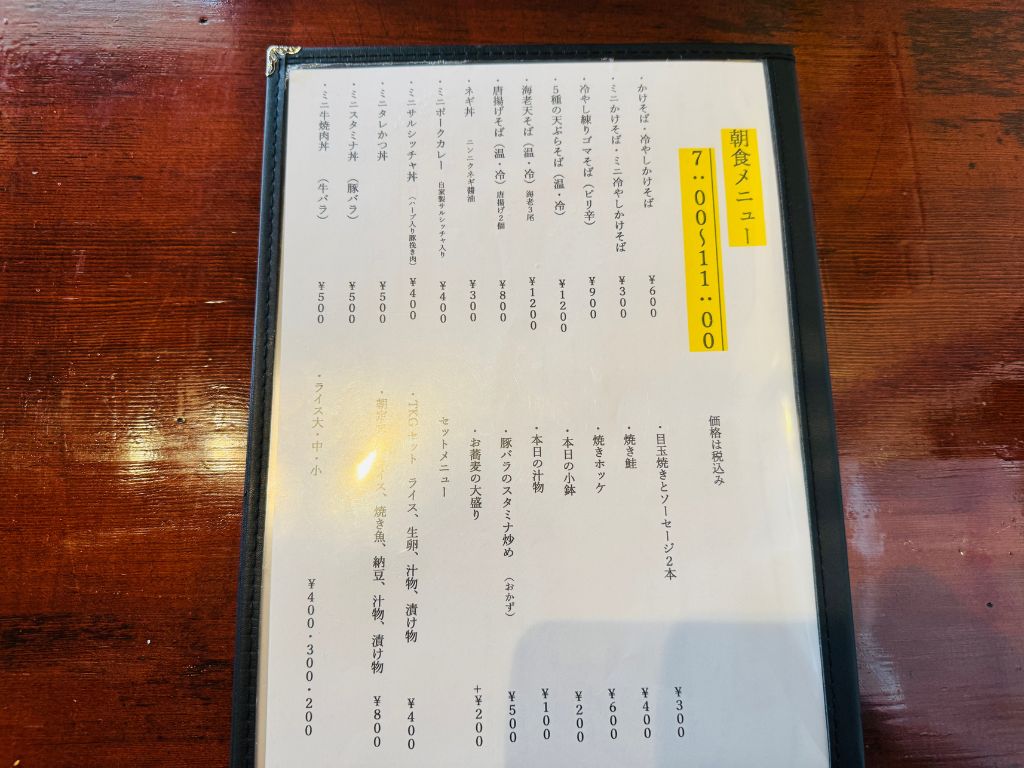 朝食メニュー
7:00〜11:00
・かけそば・冷やしかけそば ¥600
・ミニかけそば・ミニ冷やしかけそば ¥300
・冷やし練りゴマそば(ピリ辛) ¥900
・5種の天ぷらそば(温・冷) ¥1200
・海老天そば(温・冷)海老3尾 ¥1200
・唐揚げそば(温・冷)唐揚げ2個 ¥800
・ネギ丼 ニンニクネギ醤油 ¥300
・ミニポークカレー 自家製サルシッチャ入り ¥400
・ミニサルシッチャ丼 (ハーブ入り豚挽き肉) ¥400
・ミニタレかつ丼 ¥500
・ミニスタミナ丼 (豚バラ) ¥500
・ミニ牛焼肉丼 (牛バラ) ¥500
価格は税込み
・目玉焼きとソーセージ2本 ¥300
・焼き鮭 ¥400
・焼きホッケ ¥600
・本日の小鉢 ¥200
・本日の汁物 ¥100
・豚バラのスタミナ炒め (おかず) ¥500
・お蕎麦の大盛り +¥200
セットメニュー
・TKGセット ライス、生卵、汁物、漬け物 ¥400
・朝定 ス、焼き魚、納豆、汁物、漬け物 ¥800
・ライス大・中・小 ¥400・300・200